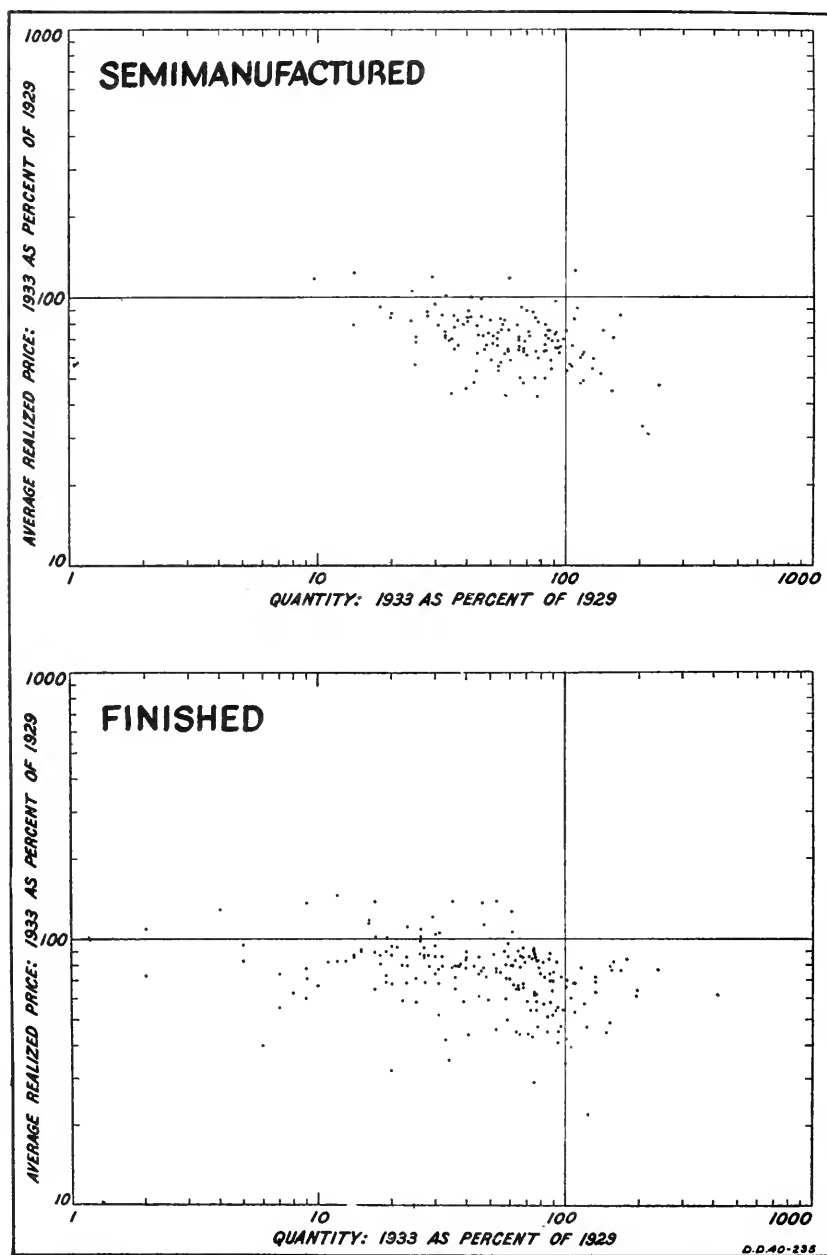 SEMIMANUFACTURED
AVERAGE REALIZED PRICE: 1933 AS PERCENT OF 1929
1000
100
10
1
10
100
1000
QUANTITY: 1933 AS PERCENT OF 1929
FINISHED
AVERAGE REALIZED PRICE: 1933 AS PERCENT OF 1929
1000
100
10
1
10
100
1000
QUANTITY: 1933 AS PERCENT OF 1929
D.D.AO-235